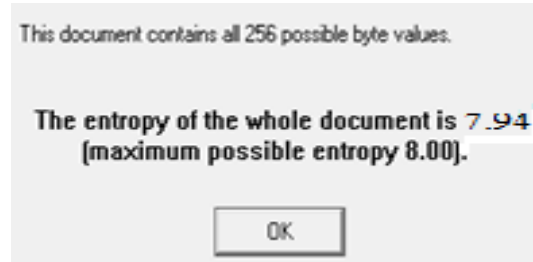 This document contains all 256 possible byte values.
The entropy of the whole document is 7.94
(maximum possible entropy 8.00).
OK